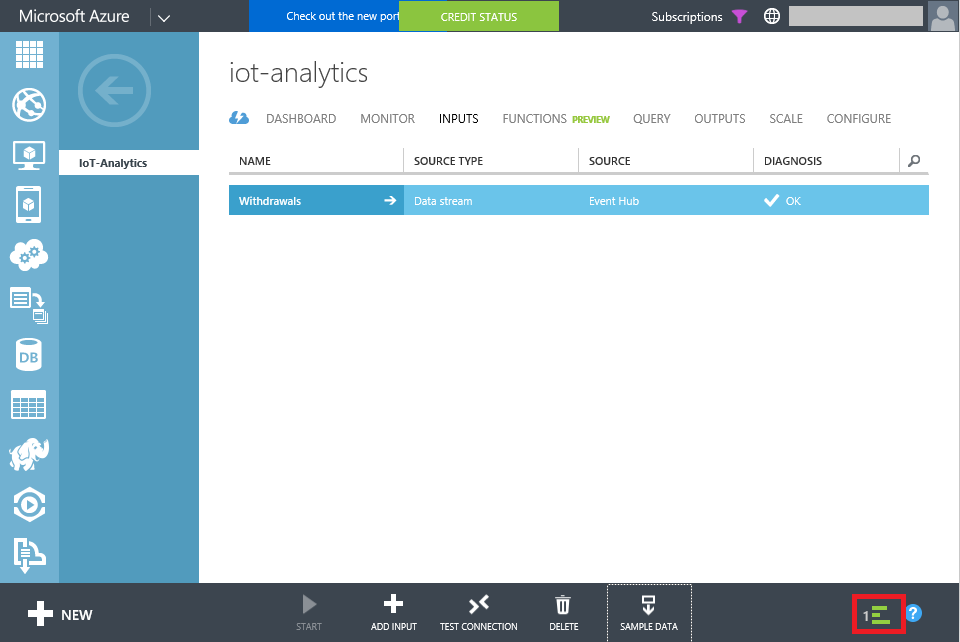 Microsoft Azure
Check out the new port
CREDIT STATUS
Subscriptions
IoT-Analytics
iot-analytics
DASHBOARD MONITOR INPUTS FUNCTIONS PREVIEW QUERY OUTPUTS SCALE CONFIGURE
NAME SOURCE TYPE SOURCE DIAGNOSIS
Withdrawals Data stream Event Hub OK
DB
NEW
START
ADD INPUT
TEST CONNECTION
DELETE
SAMPLE DATA
1
?